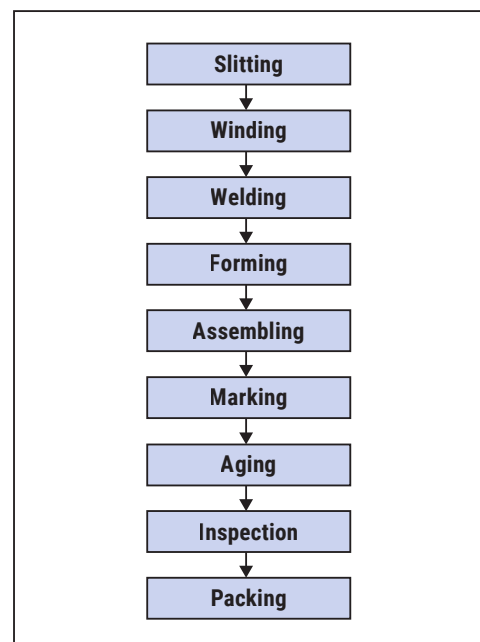 Slitting
Winding
Welding
Forming
Assembling
Marking
Aging
Inspection
Packing